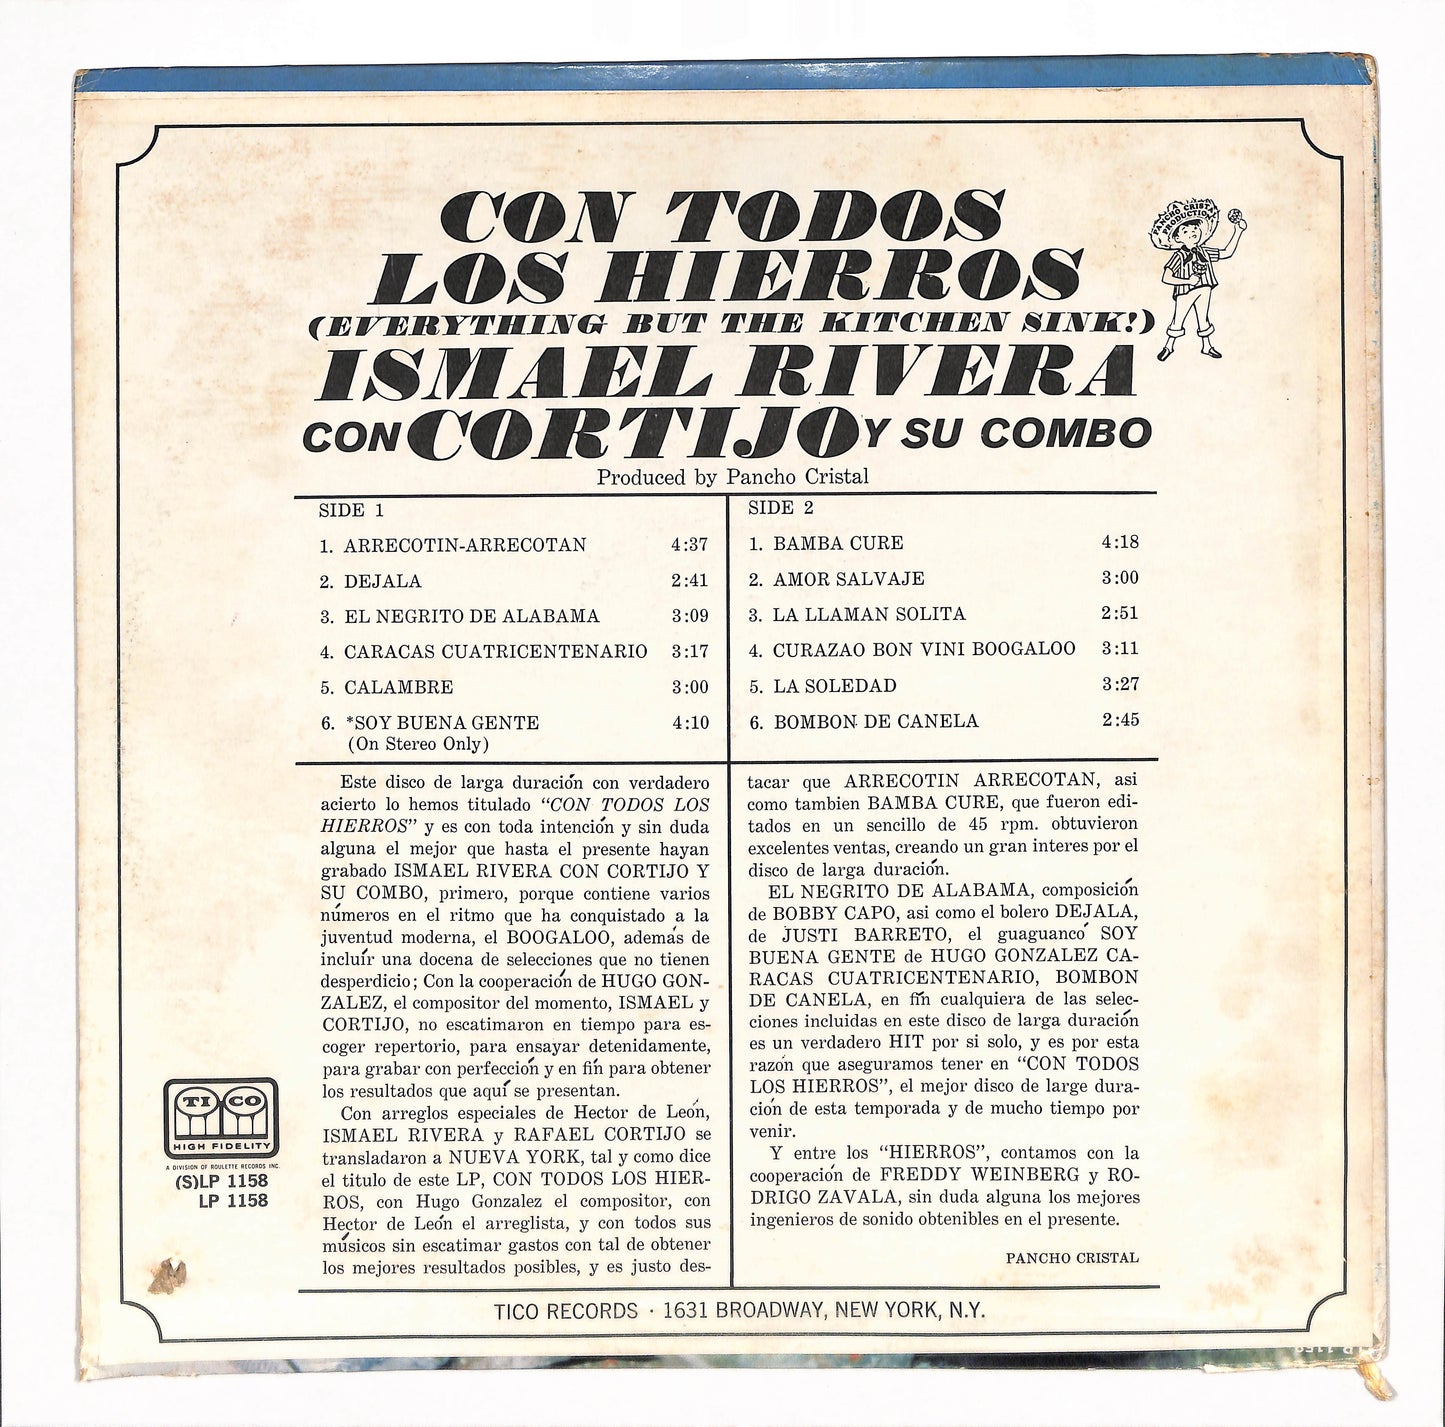 CON TODOS
LOS HIERROS
(EVERYTHING BUT THE KITCHEN SINK!)
ISMAEL RIVERA
CON CORTIJO Y SU COMBO
A
PANCHO CRISTAL
PRODUCTION
Produced by Pancho Cristal
SIDE 1
1. ARRECOTIN-ARRECOTAN 4:37
2. DEJALA 2:41
3. EL NEGRITO DE ALABAMA 3:09
4. CARACAS CUATRICENTENARIO 3:17
5. CALAMBRE 3:00
6. *SOY BUENA GENTE 4:10
(On Stereo Only)
SIDE 2
1. BAMBA CURE 4:18
2. AMOR SALVAJE 3:00
3. LA LLAMAN SOLITA 2:51
4. CURAZAO BON VINI BOOGALOO 3:11
5. LA SOLEDAD 3:27
6. BOMBON DE CANELA 2:45
Este disco de larga duración con verdadero
acierto lo hemos titulado "CON TODOS LOS
HIERROS" y es con toda intención y sin duda
alguna el mejor que hasta el presente hayan
grabado ISMAEL RIVERA CON CORTIJO Y
SU COMBO, primero, porque contiene varios
números en el ritmo que ha conquistado a la
juventud moderna, el BOOGALOO, además de
incluír una docena de selecciones que no tienen
desperdicio; Con la cooperación de HUGO GON-
ZALEZ, el compositor del momento, ISMAEL y
CORTIJO, no escatimaron en tiempo para es-
coger repertorio, para ensayar detenidamente,
para grabar con perfección y en fín para obtener
los resultados que aquí se presentan.
Con arreglos especiales de Hector de León,
ISMAEL RIVERA y RAFAEL CORTIJO se
transladaron a NUEVA YORK, tal y como dice
el titulo de este LP, CON TODOS LOS HIER-
ROS, con Hugo Gonzalez el compositor, con
Hector de León el arreglista, y con todos sus
músicos sin escatimar gastos con tal de obtener
los mejores resultados posibles, y es justo des-
tacar que ARRECOTIN ARRECOTAN, asi
como tambien BAMBA CURE, que fueron edi-
tados en un sencillo de 45 rpm. obtuvieron
excelentes ventas, creando un gran interes por el
disco de larga duración.
EL NEGRITO DE ALABAMA, composición
de BOBBY CAPO, asi como el bolero DEJALA,
de JUSTI BARRETO, el guaguancó SOY
BUENA GENTE de HUGO GONZALEZ CA-
RACAS CUATRICENTENARIO, BOMBON
DE CANELA, en fín cualquiera de las selec-
ciones incluidas en este disco de larga duración
es un verdadero HIT por si solo, y es por esta
razón que aseguramos tener en "CON TODOS
LOS HIERROS", el mejor disco de large dura-
ción de esta temporada y de mucho tiempo por
venir.
Y entre los "HIERROS", contamos con la
cooperación de FREDDY WEINBERG y RO-
DRIGO ZAVALA, sin duda alguna los mejores
ingenieros de sonido obtenibles en el presente.
PANCHO CRISTAL
TICO
HIGH FIDELITY
A DIVISION OF ROULETTE RECORDS INC.
(S)LP 1158
LP 1158
TICO RECORDS · 1631 BROADWAY, NEW YORK, N.Y.
LP 1158